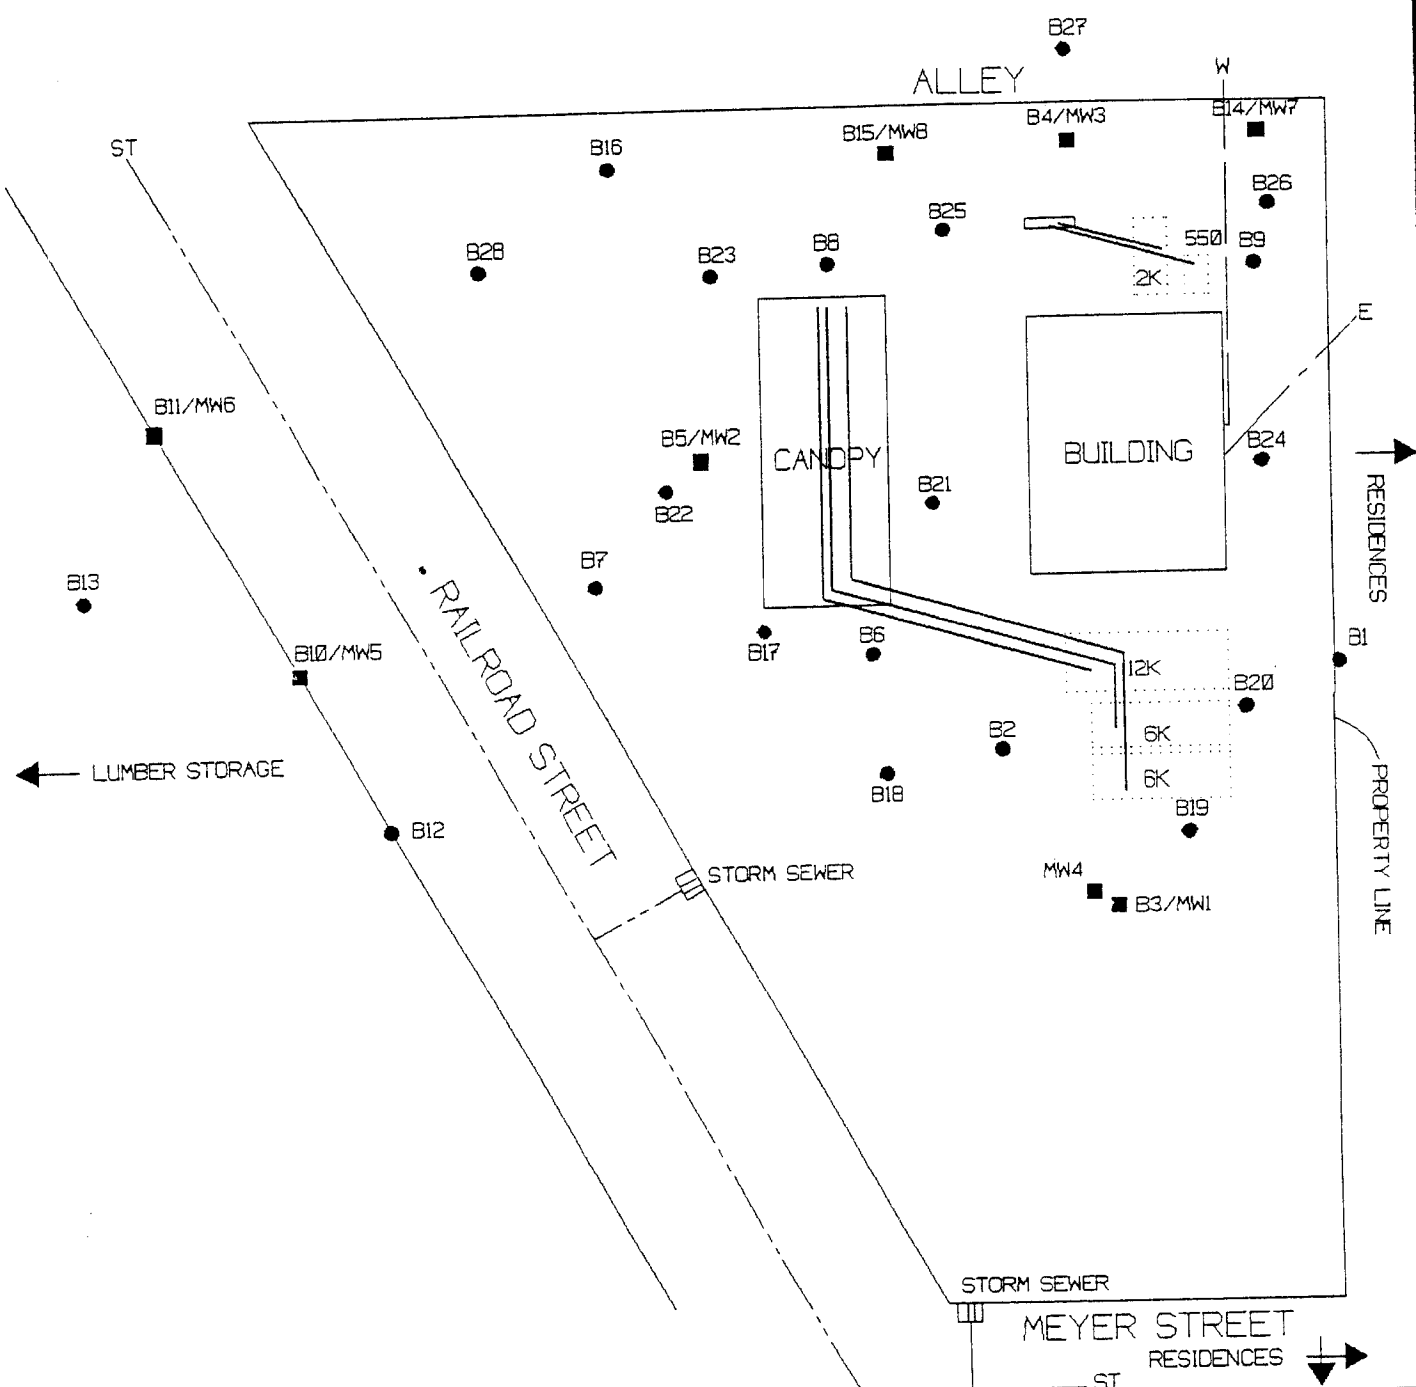 B27
ALLEY
W
B15/MW8
B4/MW3
B14/MW7
ST
B16
B26
B25
550
B9
B28
B23
B8
2K
E
B11/MW6
B5/MW2
CANOPY
BUILDING
B24
B22
B21
RESIDENCES
B13
B7
RAILROAD STREET
B17
B6
B1
B10/MW5
12K
B20
B2
6K
LUMBER STORAGE
6K
B18
B19
PROPERTY LINE
B12
STORM SEWER
MW4
B3/MW1
STORM SEWER
MEYER STREET
RESIDENCES
ST